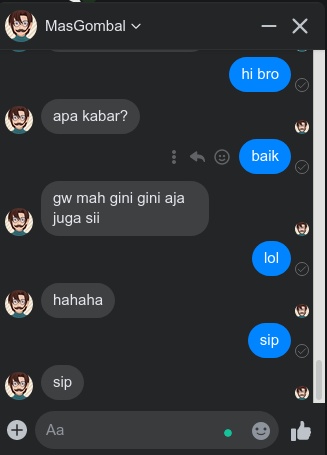 MasGombal
hi bro
apa kabar?
baik
gw mah gini gini aja
juga sii
lol
hahaha
sip
sip
Aa